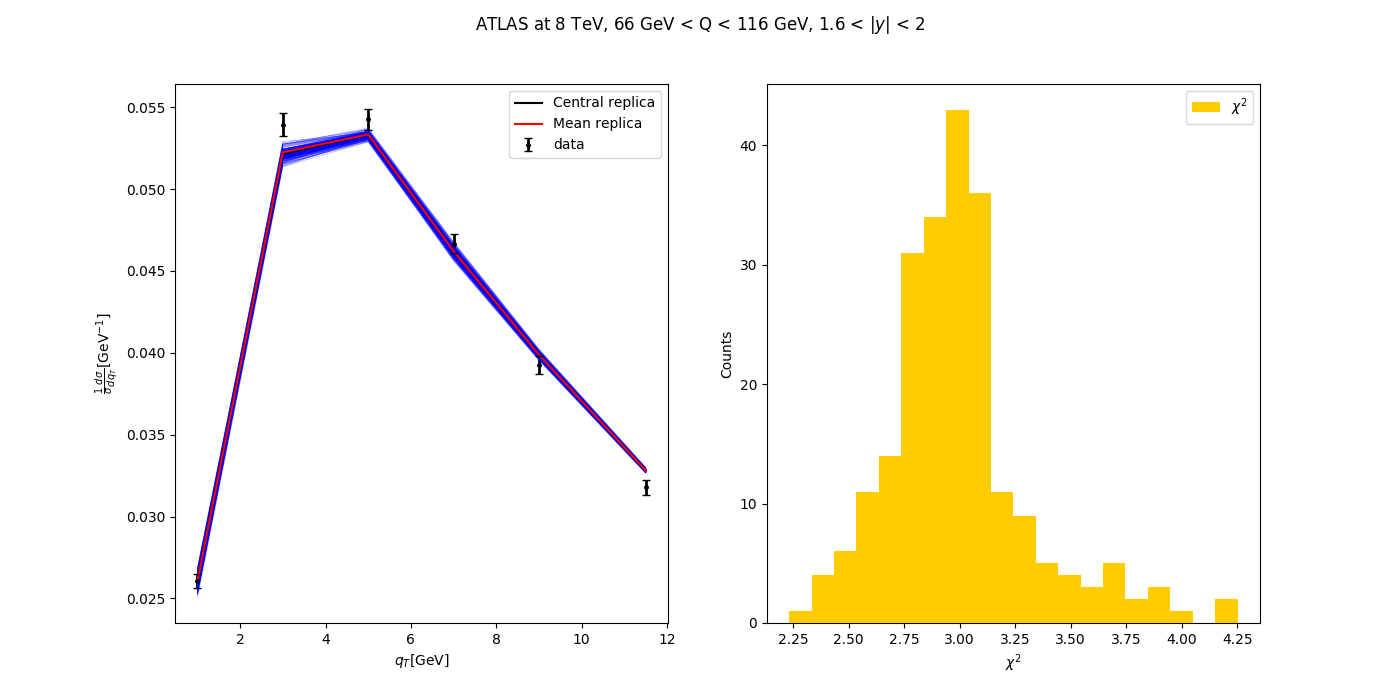 ATLAS at 8 TeV, 66 GeV < Q < 116 GeV, 1.6 < |y| < 2
Central replica
Mean replica
data
0.055
0.050
0.045
0.040
0.035
0.030
0.025
1/σ dσ/dq_T [GeV⁻¹]
2 4 6 8 10 12
q_T[GeV]
χ²
40
30
20
10
0
Counts
2.25 2.50 2.75 3.00 3.25 3.50 3.75 4.00 4.25
χ²